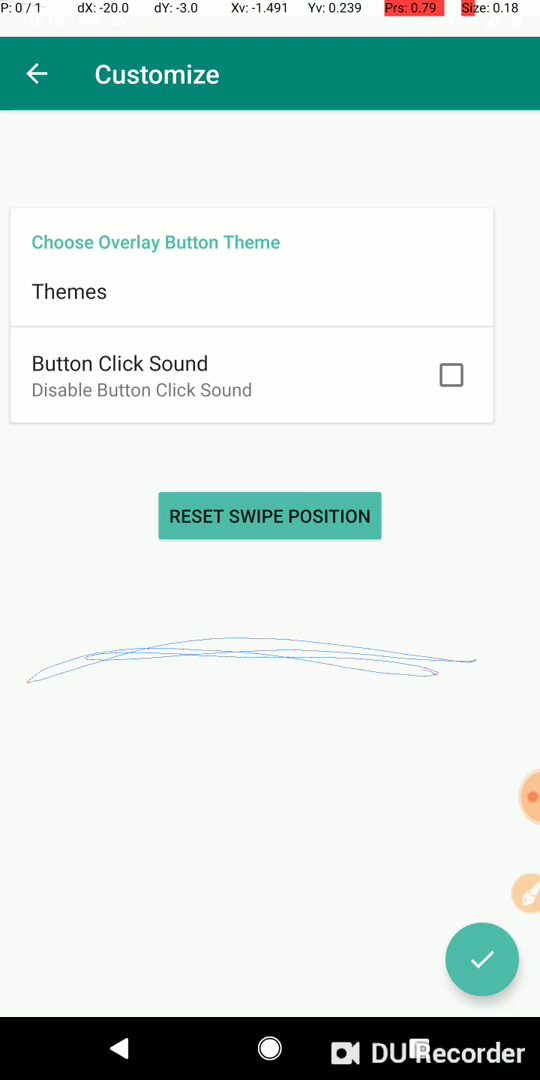 P: 0 / 1 dX: -20.0 dY: -3.0 Xv: -1.491 Yv: 0.239 Prs: 0.79 Size: 0.18
Customize
Choose Overlay Button Theme
Themes
Button Click Sound
Disable Button Click Sound
RESET SWIPE POSITION
DU Recorder